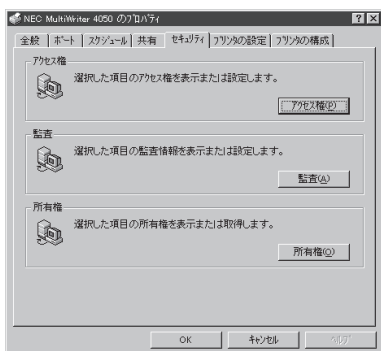 NEC MultiWriter 4050 のプロパティ
全般 ポート スケジュール 共有 セキュリティ プリンタの設定 プリンタの構成
アクセス権
選択した項目のアクセス権を表示または設定します。
アクセス権(P)
監査
選択した項目の監査情報を表示または設定します。
監査(A)
所有権
選択した項目の所有権を表示または取得します。
所有権(O)
OK キャンセル ヘルプ